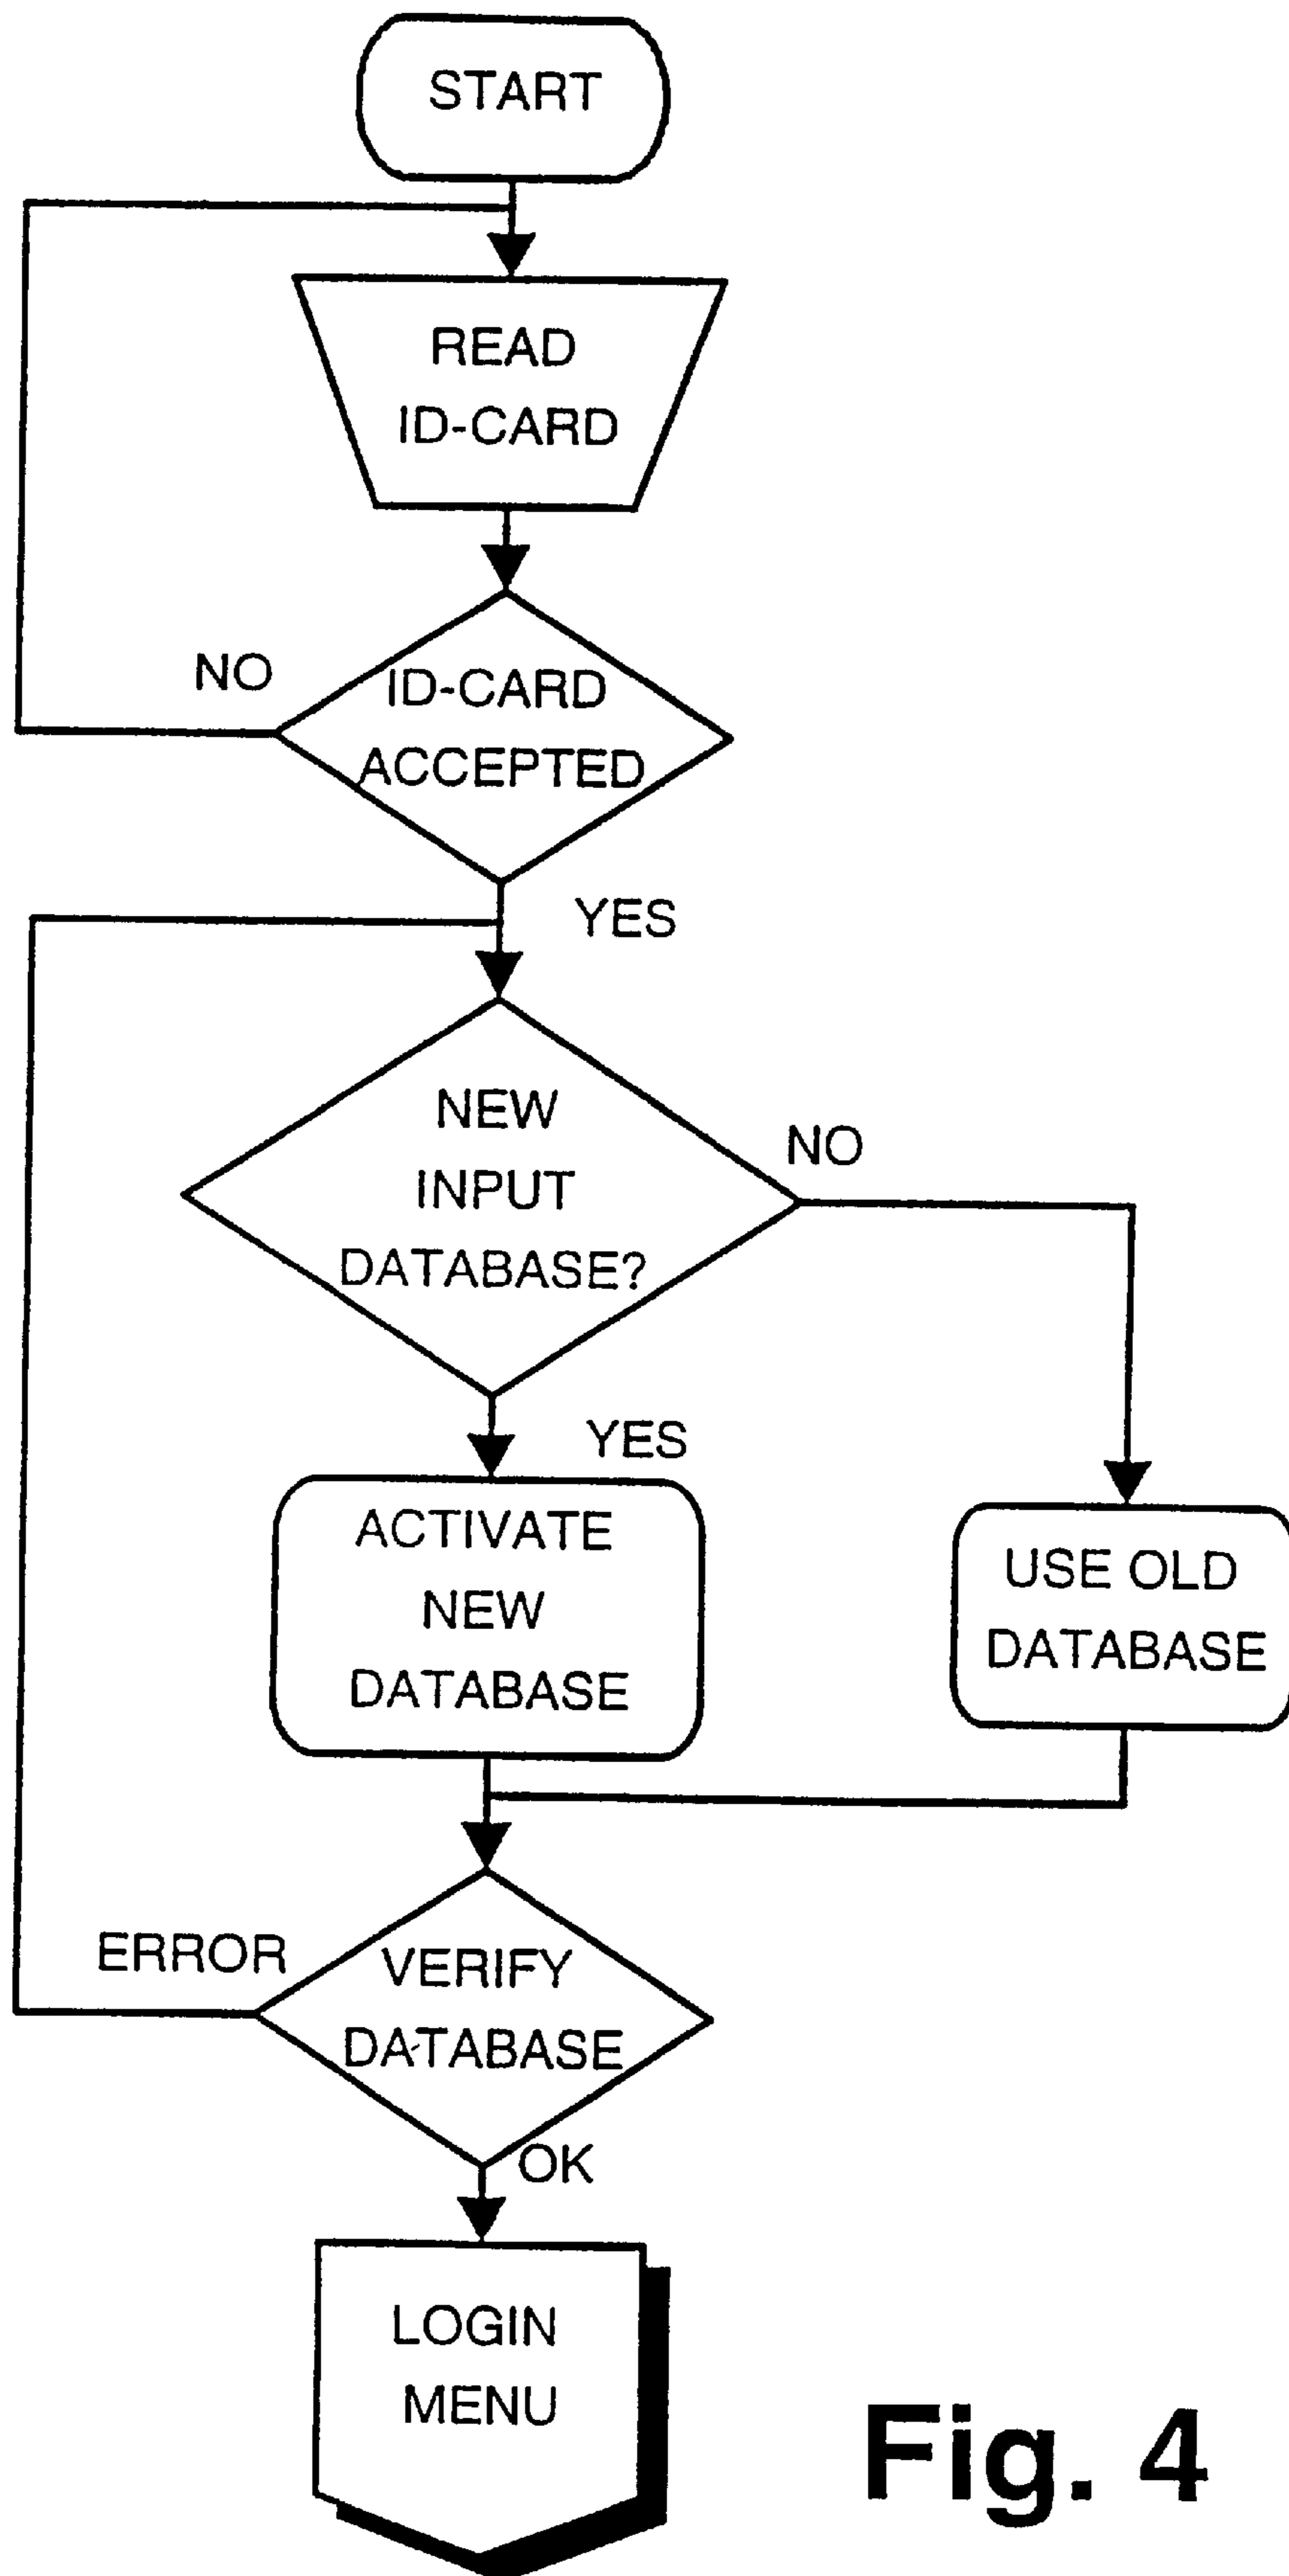 START
READ
ID-CARD
NO
ID-CARD
ACCEPTED
YES
NEW
INPUT
DATABASE?
NO
YES
ACTIVATE
NEW
DATABASE
USE OLD
DATABASE
ERROR
VERIFY
DATABASE
OK
LOGIN
MENU
Fig. 4